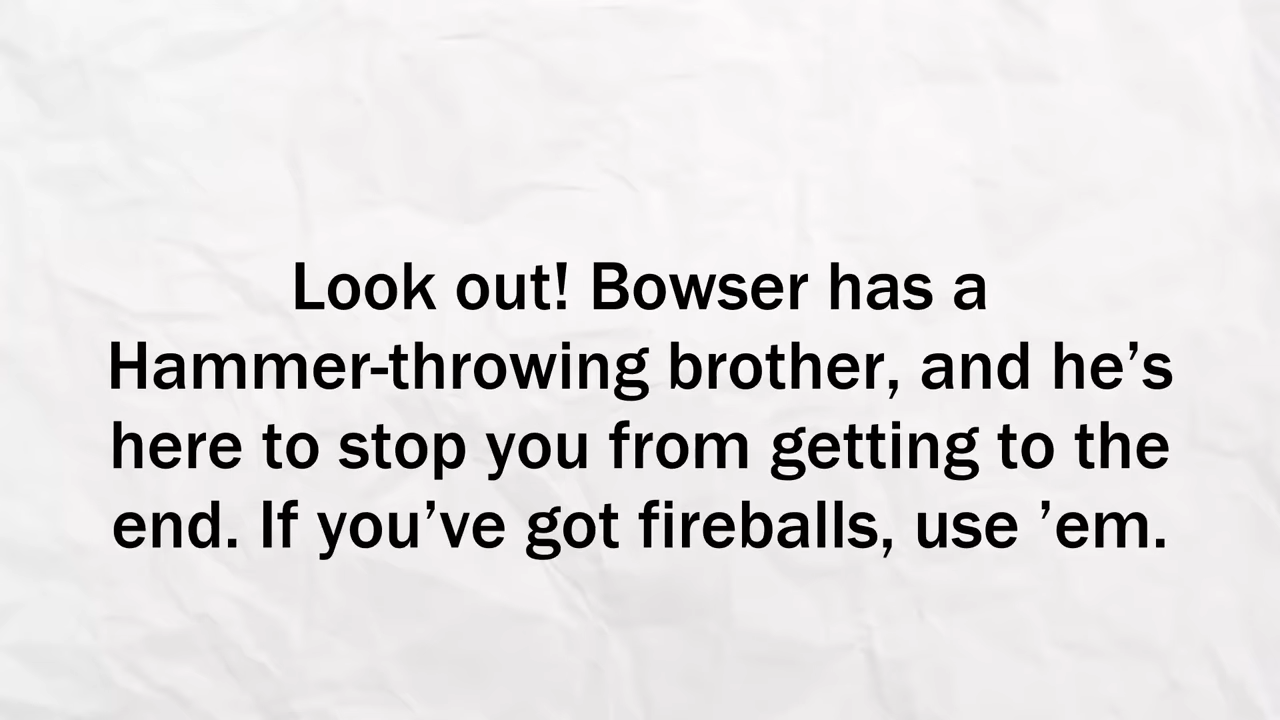 Look out! Bowser has a
Hammer-throwing brother, and he’s
here to stop you from getting to the
end. If you’ve got fireballs, use ’em.